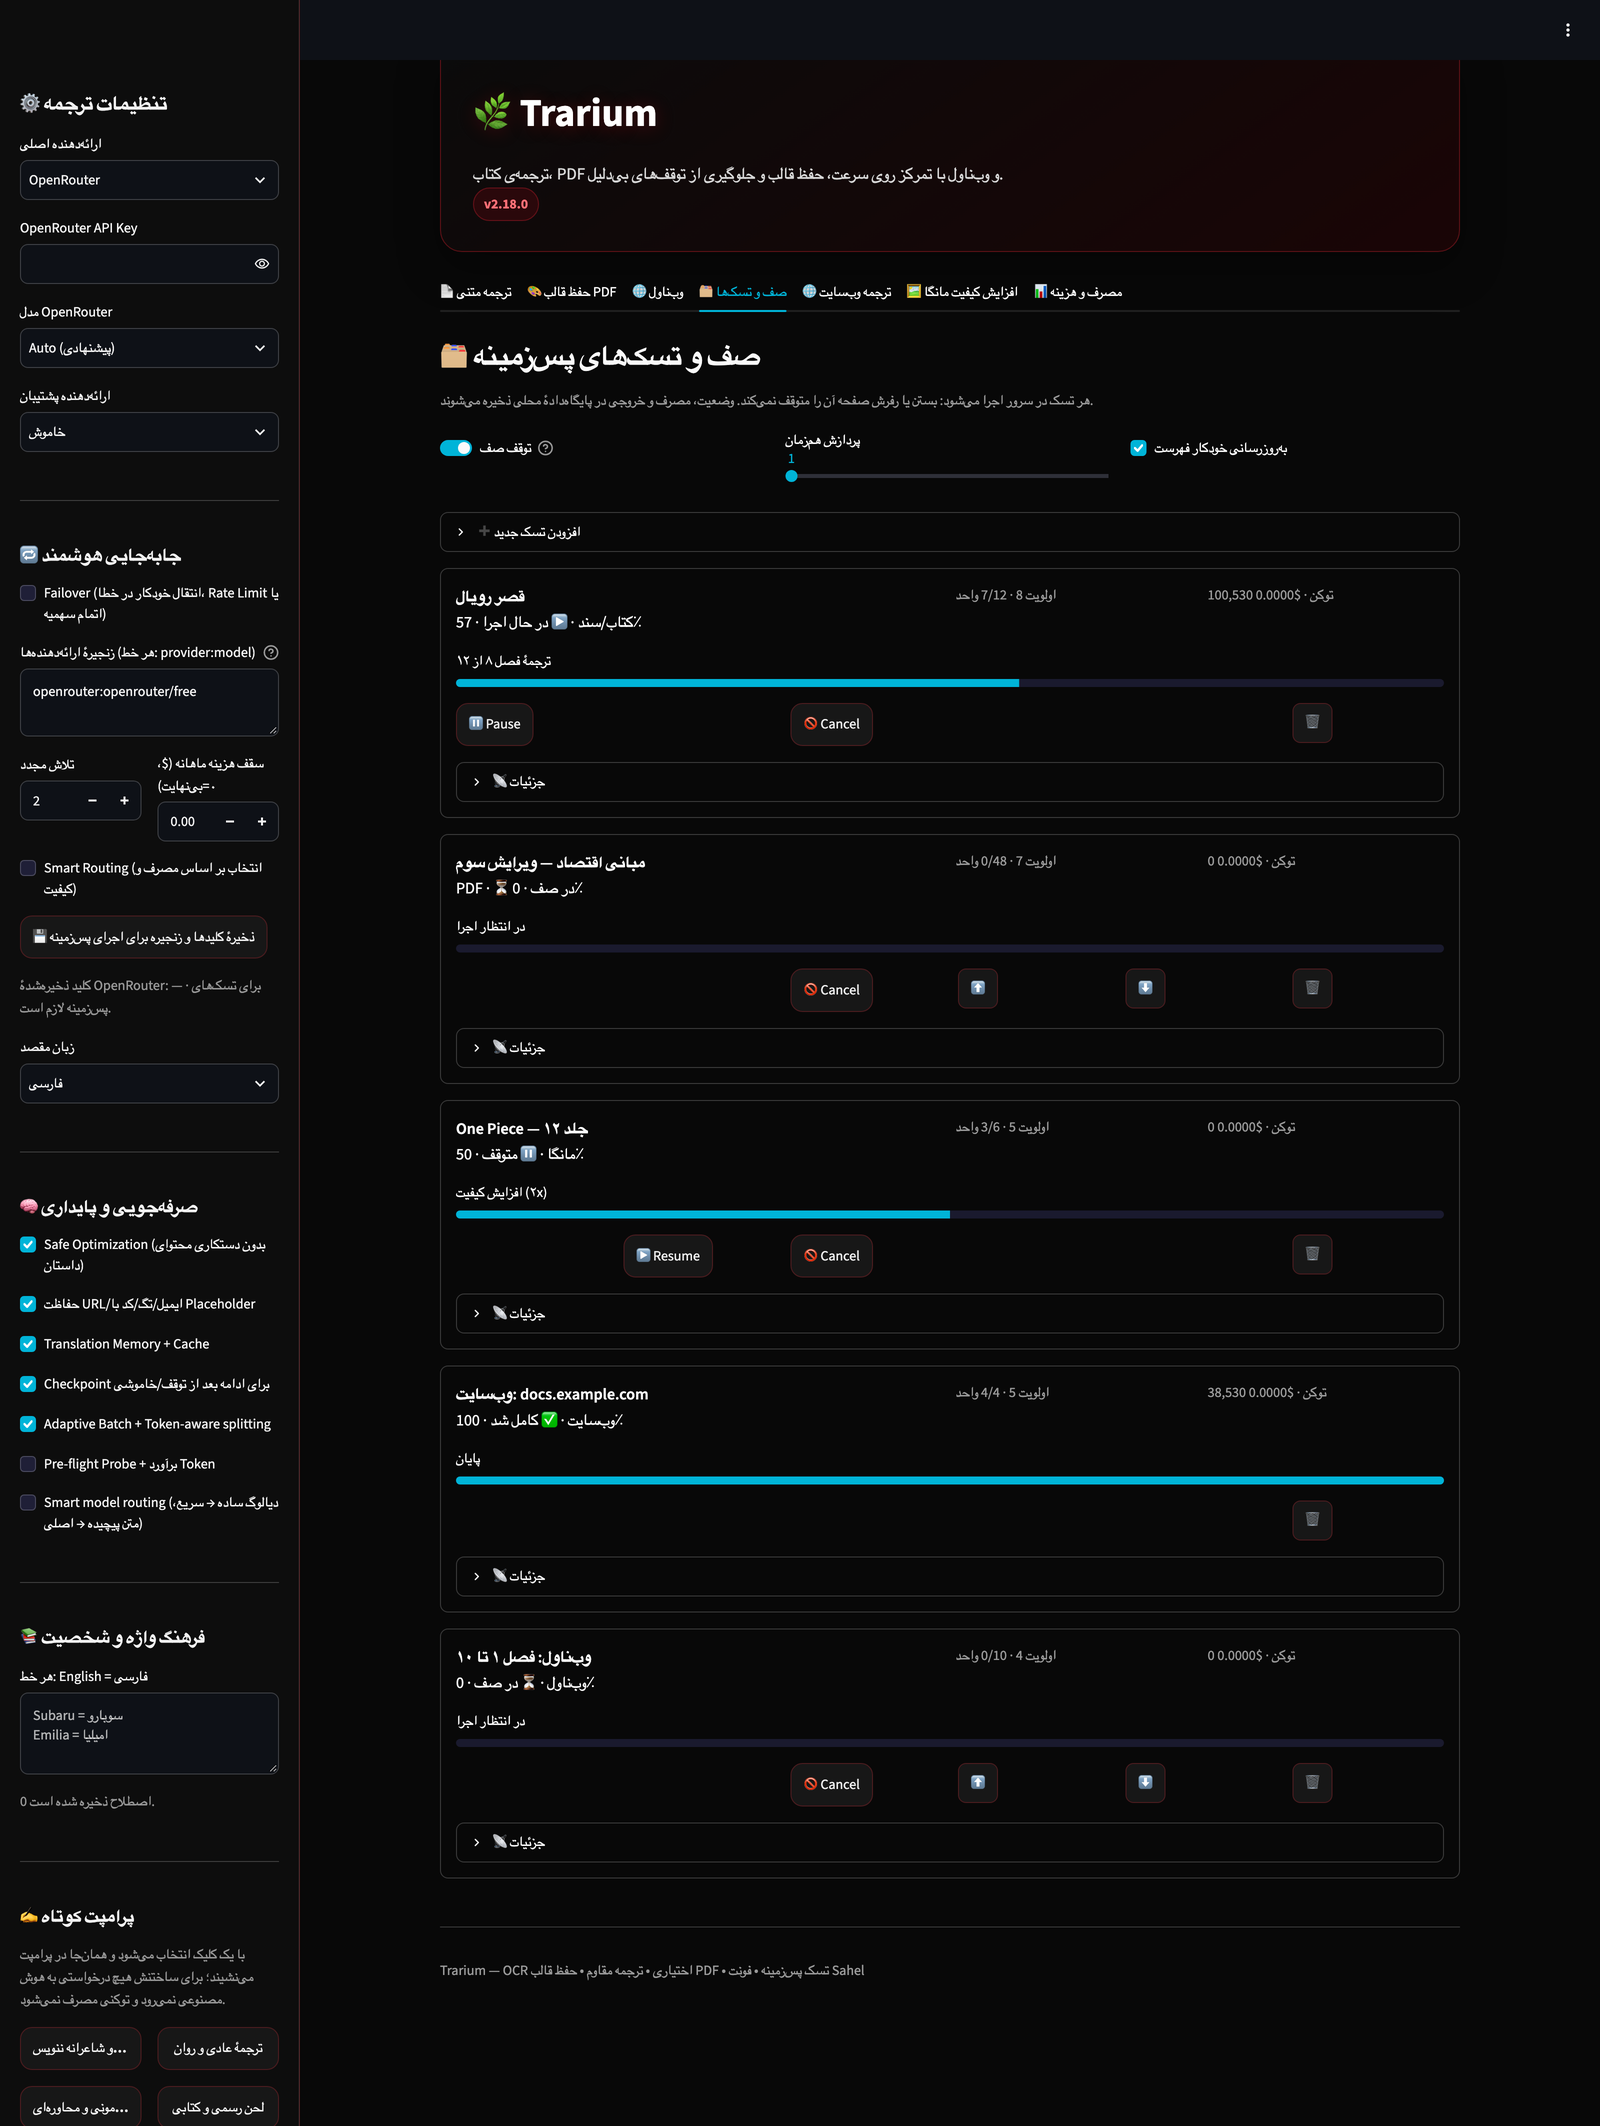 تنظیمات ترجمه
ارائه‌دهنده اصلی
OpenRouter
OpenRouter API Key
مدل OpenRouter
Auto (پیشنهادی)
ارائه‌دهنده پشتیبان
خاموش
جابه‌جایی هوشمند
Failover (انتقال خودکار در خطا، Rate Limit یا
اتمام سهمیه)
زنجیرهٔ ارائه‌دهنده‌ها (هر خط: provider:model)
openrouter:openrouter/free
تلاش مجدد
2
سقف هزینه ماهانه ($،
۰=بی‌نهایت)
0.00
Smart Routing (انتخاب بر اساس مصرف و
کیفیت)
ذخیرهٔ کلیدها و زنجیره برای اجرای پس‌زمینه
کلید ذخیره‌شدهٔ OpenRouter: — · برای تسک‌های
پس‌زمینه لازم است.
زبان مقصد
فارسی
صرفه‌جویی و پایداری
Safe Optimization (بدون دستکاری محتوای
داستان)
حفاظت URL/ایمیل/تگ/کد با Placeholder
Translation Memory + Cache
Checkpoint برای ادامه بعد از توقف/خاموشی
Adaptive Batch + Token-aware splitting
Pre-flight Probe + برآورد Token
Smart model routing (دیالوگ ساده → سریع،
متن پیچیده → اصلی)
فرهنگ واژه و شخصیت
هر خط: English = فارسی
Subaru = سوبارو
Emilia = امیلیا
0 اصطلاح ذخیره شده است.
پرامپت کوتاه
با یک کلیک انتخاب می‌شود و همان‌جا در پرامپت
می‌نشیند؛ برای ساختنش هیچ درخواستی به هوش
مصنوعی نمی‌رود و توکنی مصرف نمی‌شود.
ترجمهٔ عادی و روان
و شاعرانه ننویس...
لحن رسمی و کتابی
مونی و محاوره‌ای...
Trarium
ترجمه‌ی کتاب، PDF و وب‌ناول با تمرکز روی سرعت، حفظ قالب و جلوگیری از توقف‌های بی‌دلیل.
v2.18.0
ترجمه متنی
حفظ قالب PDF
وب‌ناول
صف و تسک‌ها
ترجمه وب‌سایت
افزایش کیفیت مانگا
مصرف و هزینه
صف و تسک‌های پس‌زمینه
هر تسک در سرور اجرا می‌شود: بستن یا رفرش صفحه آن را متوقف نمی‌کند. وضعیت، مصرف و خروجی در پایگاه‌دادهٔ محلی ذخیره می‌شوند.
توقف صف
پردازش هم‌زمان
1
به‌روزرسانی خودکار فهرست
افزودن تسک جدید
قصر رویال
اولویت 8 · 7/12 واحد
100,530 توکن · $0.0000
کتاب/سند · در حال اجرا · 57٪
ترجمهٔ فصل ۸ از ۱۲
Pause
Cancel
جزئیات
مبانی اقتصاد — ویرایش سوم
اولویت 7 · 0/48 واحد
0 توکن · $0.0000
PDF · در صف · 0٪
در انتظار اجرا
Cancel
جزئیات
One Piece — جلد ۱۲
اولویت 5 · 3/6 واحد
0 توکن · $0.0000
مانگا · متوقف · 50٪
افزایش کیفیت (۲x)
Resume
Cancel
جزئیات
وب‌سایت: docs.example.com
اولویت 5 · 4/4 واحد
38,530 توکن · $0.0000
وب‌سایت · کامل شد · 100٪
پایان
جزئیات
وب‌ناول: فصل ۱ تا ۱۰
اولویت 4 · 0/10 واحد
0 توکن · $0.0000
وب‌ناول · در صف · 0٪
در انتظار اجرا
Cancel
جزئیات
Trarium — OCR اختیاری • ترجمه مقاوم • حفظ قالب PDF • تسک پس‌زمینه • فونت Sahel